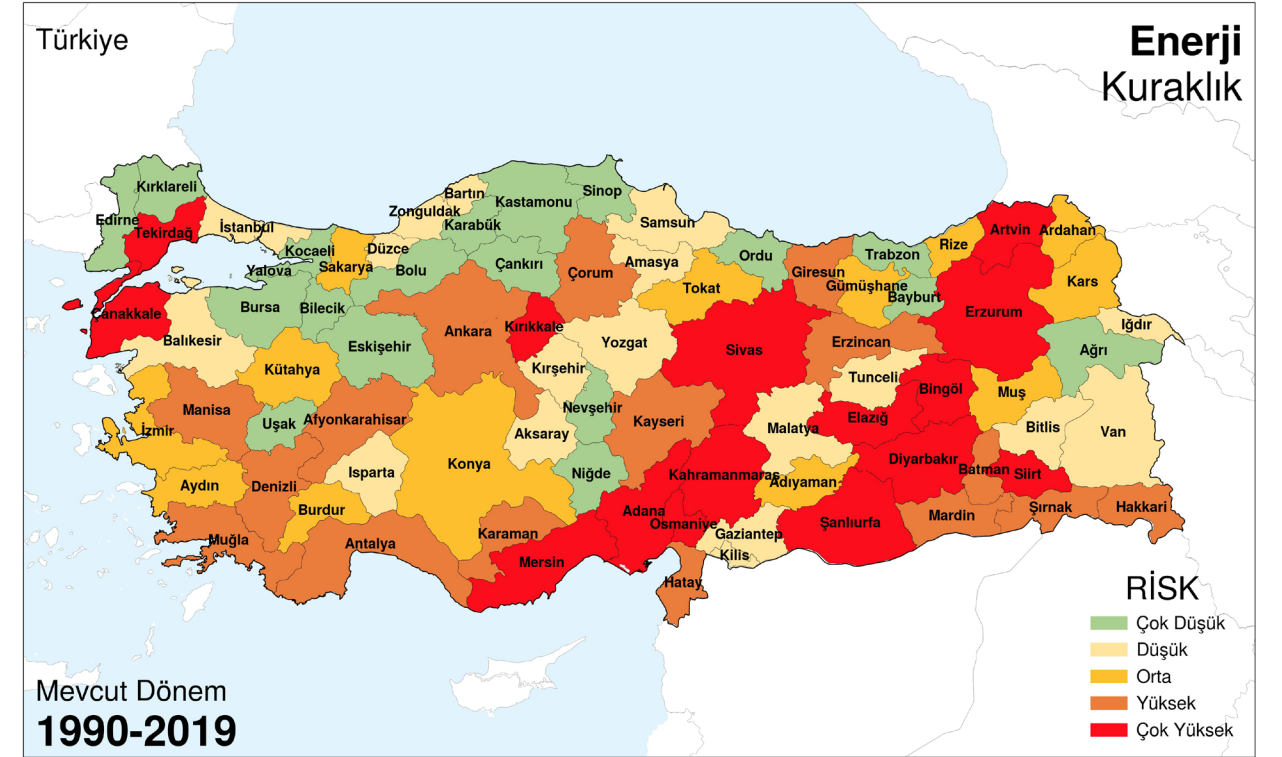 Türkiye
Enerji
Kuraklık
Kırklareli
Edirne
Tekirdağ
İstanbul
Kocaeli
Yalova
Sakarya
Düzce
Zonguldak
Bartın
Karabük
Kastamonu
Sinop
Bolu
Çankırı
Samsun
Amasya
Çorum
Tokat
Ordu
Giresun
Trabzon
Gümüşhane
Bayburt
Rize
Artvin
Ardahan
Kars
Erzurum
Iğdır
Ağrı
Çanakkale
Balıkesir
Bursa
Bilecik
Eskişehir
Kütahya
Ankara
Kırıkkale
Kırşehir
Yozgat
Sivas
Erzincan
Tunceli
Bingöl
Muş
Manisa
Uşak
Afyonkarahisar
İzmir
Aydın
Denizli
Isparta
Burdur
Muğla
Antalya
Konya
Aksaray
Nevşehir
Niğde
Kayseri
Karaman
Mersin
Adana
Osmaniye
Kahramanmaraş
Malatya
Elazığ
Adıyaman
Gaziantep
Kilis
Hatay
Şanlıurfa
Diyarbakır
Batman
Siirt
Bitlis
Van
Mardin
Şırnak
Hakkari
RİSK
Çok Düşük
Düşük
Orta
Yüksek
Çok Yüksek
Mevcut Dönem
1990-2019